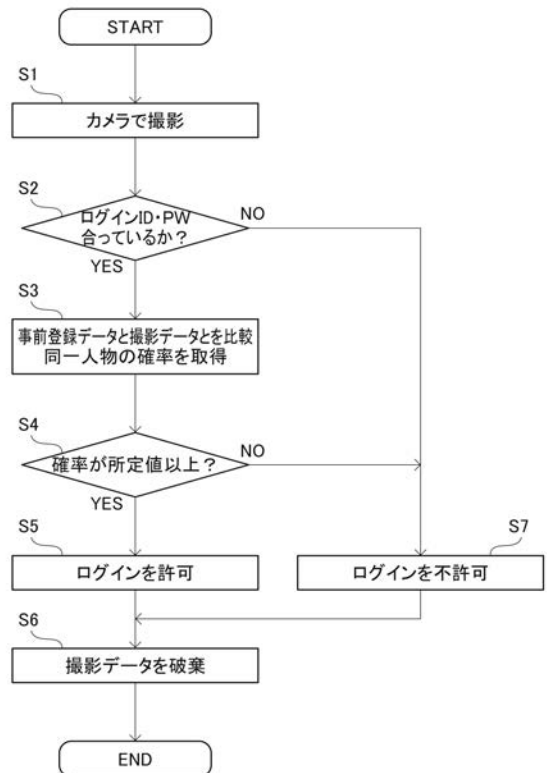 START
S1
カメラで撮影
S2
ログインID・PW
合っているか？
NO
YES
S3
事前登録データと撮影データとを比較
同一人物の確率を取得
S4
確率が所定値以上？
NO
YES
S5
ログインを許可
S7
ログインを不許可
S6
撮影データを破棄
END